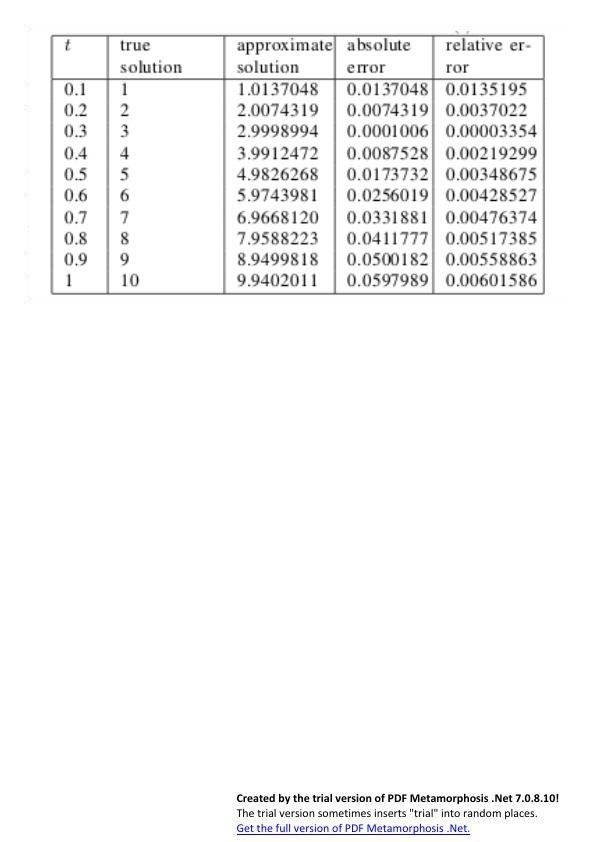 t true approximate absolute relative er-
solution solution error ror
0.1 1 1.0137048 0.0137048 0.0135195
0.2 2 2.0074319 0.0074319 0.0037022
0.3 3 2.9998994 0.0001006 0.00003354
0.4 4 3.9912472 0.0087528 0.00219299
0.5 5 4.9826268 0.0173732 0.00348675
0.6 6 5.9743981 0.0256019 0.00428527
0.7 7 6.9668120 0.0331881 0.00476374
0.8 8 7.9588223 0.0411777 0.00517385
0.9 9 8.9499818 0.0500182 0.00558863
1 10 9.9402011 0.0597989 0.00601586
Created by the trial version of PDF Metamorphosis .Net 7.0.8.10!
The trial version sometimes inserts "trial" into random places.
Get the full version of PDF Metamorphosis .Net.